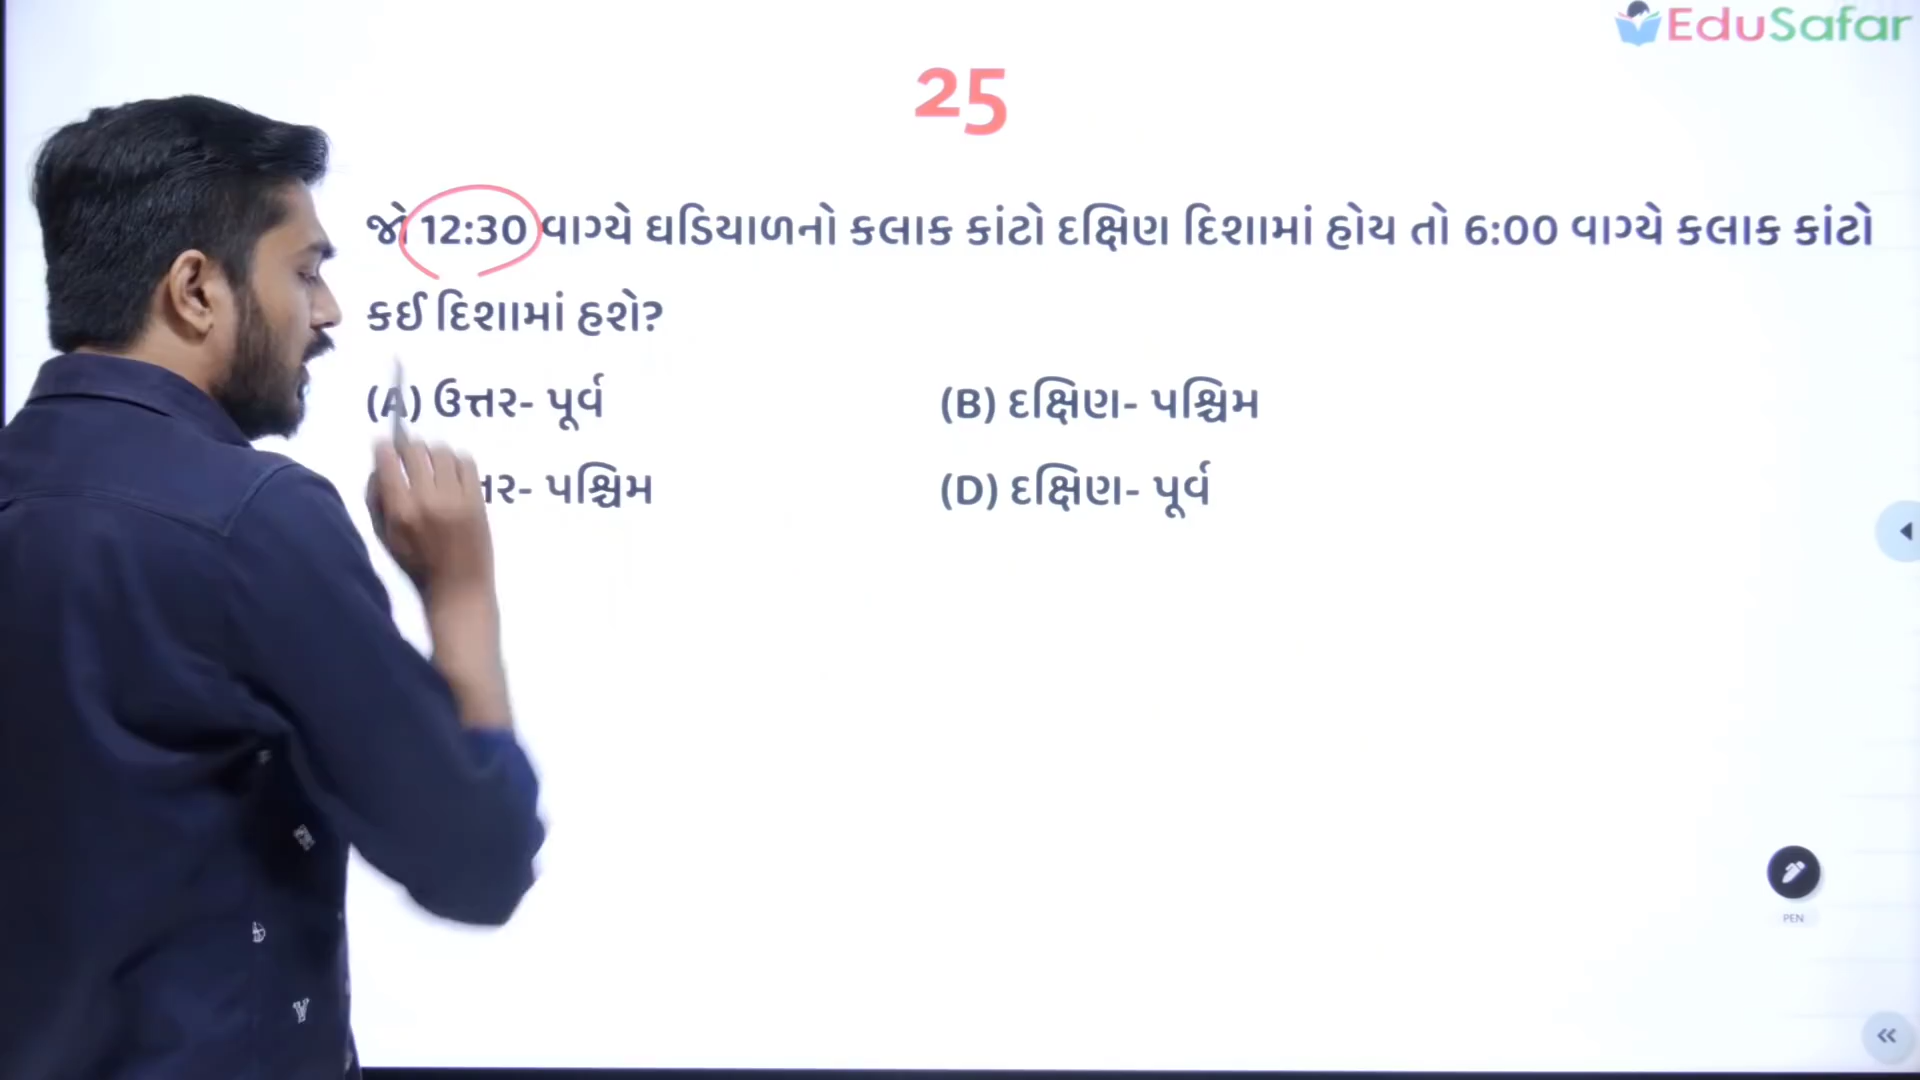 EduSafar
25
જો 12:30 વાગ્યે ઘડિયાળનો કલાક કાંટો દક્ષિણ દિશામાં હોય તો 6:00 વાગ્યે કલાક કાંટો
કઈ દિશામાં હશે?
(A) ઉત્તર- પૂર્વ
(B) દક્ષિણ- પશ્ચિમ
પશ્ચિમ
(D) દક્ષિણ- પૂર્વ
PEN